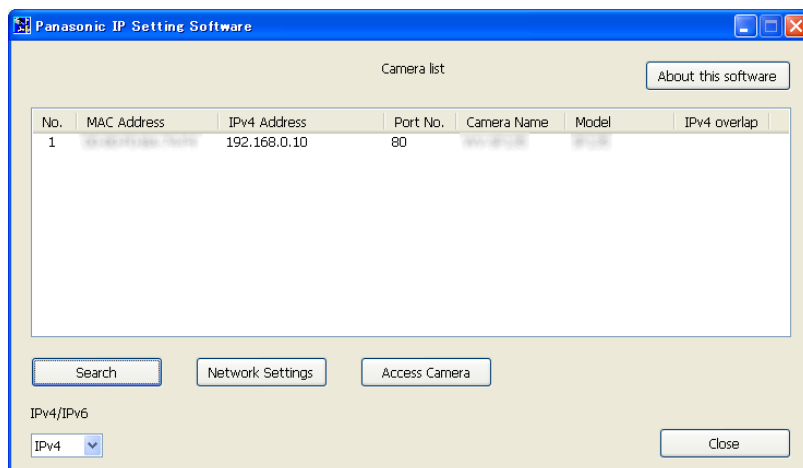 Panasonic IP Setting Software
Camera list
About this software
No. MAC Address IPv4 Address Port No. Camera Name Model IPv4 overlap
1 192.168.0.10 80
Search Network Settings Access Camera
IPv4/IPv6
IPv4
Close